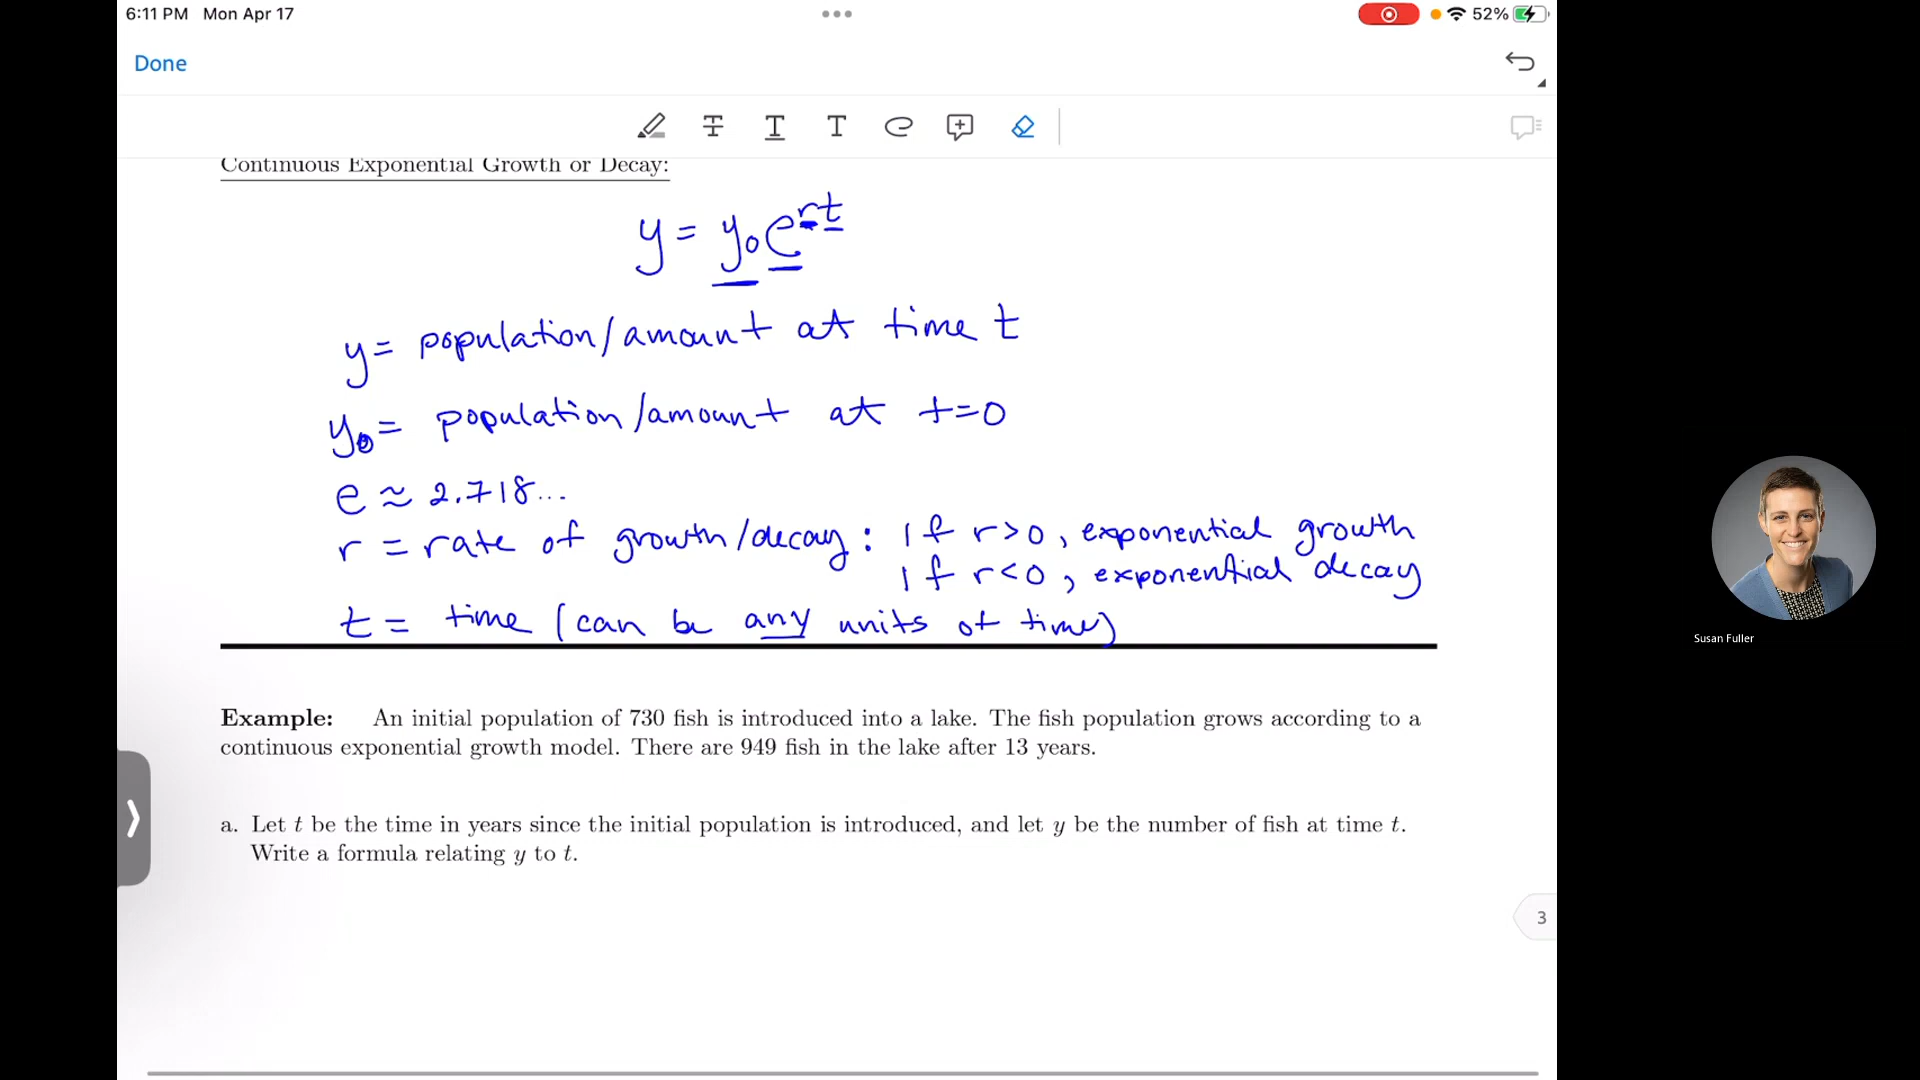 6:11 PM Mon Apr 17
52%
Done
Continuous Exponential Growth or Decay:
y = y₀e^{rt}
y = population/amount at time t
y₀ = population/amount at t=0
e ≈ 2.718...
r = rate of growth/decay: If r>0, exponential growth
If r<0, exponential decay
t = time (can be any units of time)
Example: An initial population of 730 fish is introduced into a lake. The fish population grows according to a
continuous exponential growth model. There are 949 fish in the lake after 13 years.
a. Let t be the time in years since the initial population is introduced, and let y be the number of fish at time t.
Write a formula relating y to t.
3
Susan Fuller